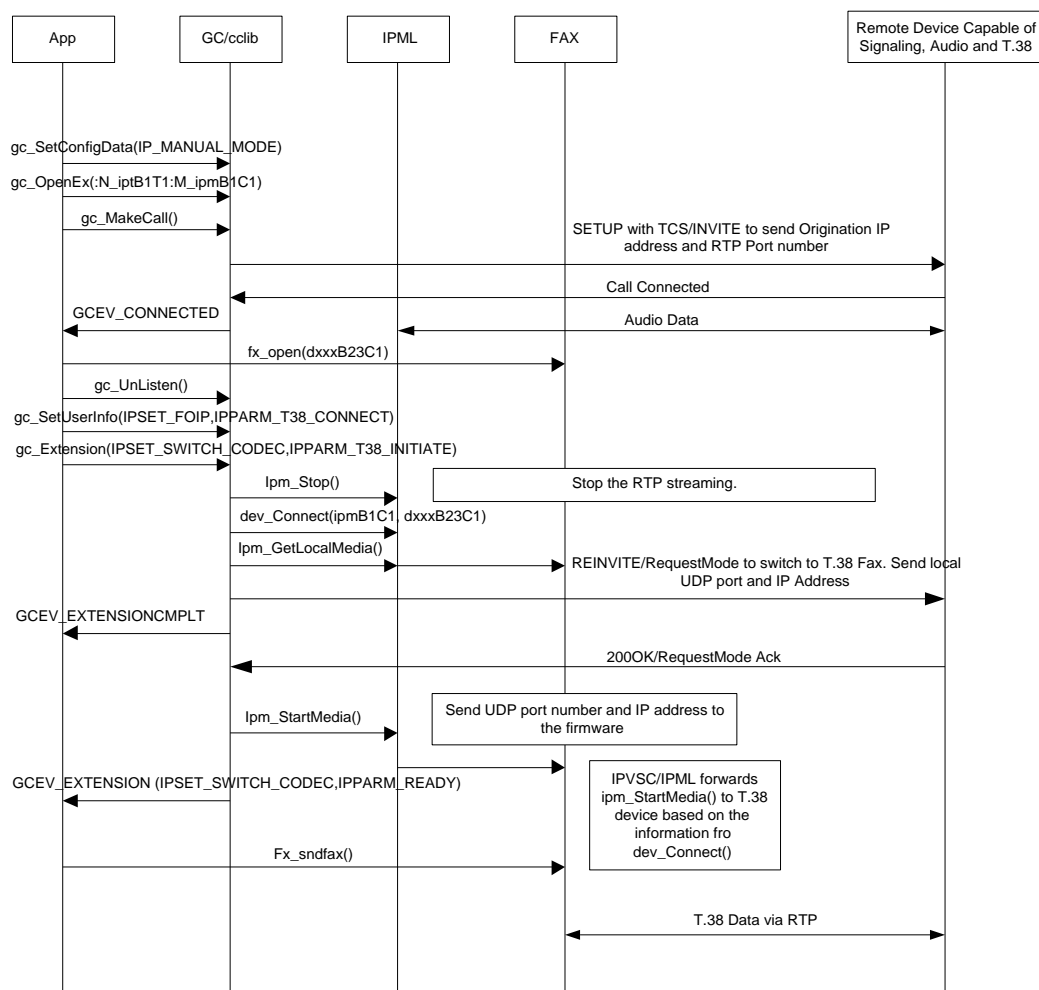 App
GC/cclib
IPML
FAX
Remote Device Capable of
Signaling, Audio and T.38
gc_SetConfigData(IP_MANUAL_MODE)
gc_OpenEx(:N_iptB1T1:M_ipmB1C1)
gc_MakeCall()
SETUP with TCS/INVITE to send Origination IP
address and RTP Port number
Call Connected
GCEV_CONNECTED
Audio Data
fx_open(dxxxB23C1)
gc_UnListen()
gc_SetUserInfo(IPSET_FOIP,IPPARM_T38_CONNECT)
gc_Extension(IPSET_SWITCH_CODEC,IPPARM_T38_INITIATE)
Ipm_Stop()
Stop the RTP streaming.
dev_Connect(ipmB1C1, dxxxB23C1)
Ipm_GetLocalMedia()
REINVITE/RequestMode to switch to T.38 Fax. Send local
UDP port and IP Address
GCEV_EXTENSIONCMPLT
200OK/RequestMode Ack
Ipm_StartMedia()
Send UDP port number and IP address to
the firmware
GCEV_EXTENSION (IPSET_SWITCH_CODEC,IPPARM_READY)
IPVSC/IPML forwards
ipm_StartMedia() to T.38
device based on the
information fro
dev_Connect()
Fx_sndfax()
T.38 Data via RTP